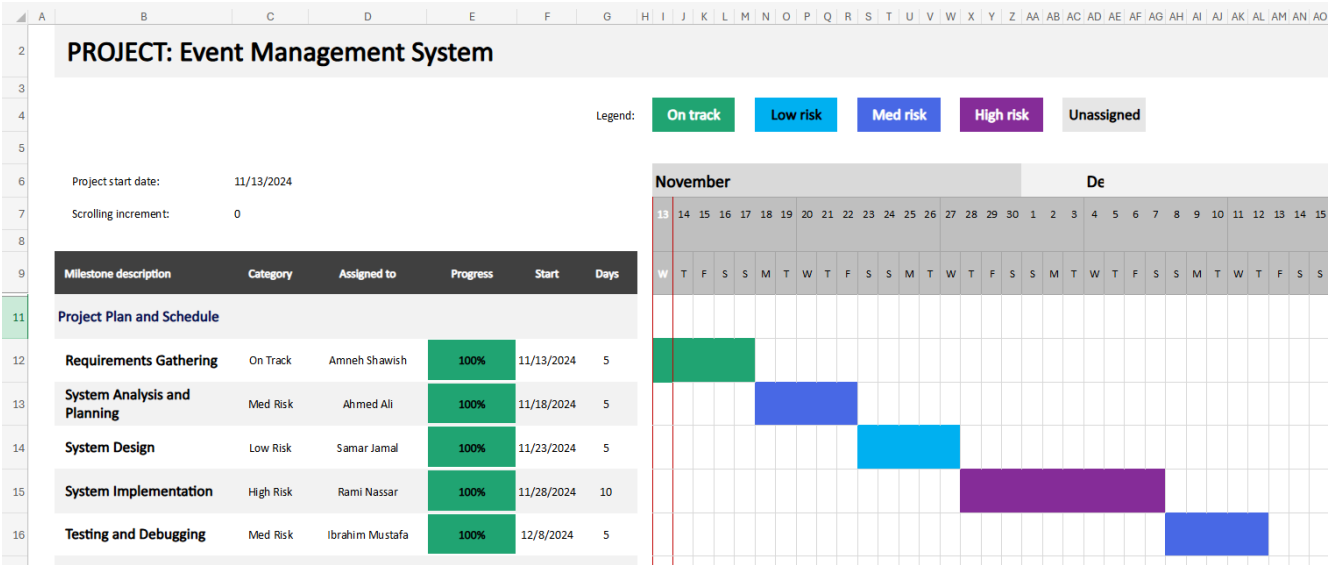 A B C D E F G H I J K L M N O P Q R S T U V W X Y Z AA AB AC AD AE AF AG AH AI AJ AK AL AM AN AO
2 PROJECT: Event Management System
3
4 Legend: On track Low risk Med risk High risk Unassigned
5
6 Project start date: 11/13/2024 November De
7 Scrolling increment: 0 13 14 15 16 17 18 19 20 21 22 23 24 25 26 27 28 29 30 1 2 3 4 5 6 7 8 9 10 11 12 13 14 15
8
9 Milestone description Category Assigned to Progress Start Days W T F S S M T W T F S S M T W T F S S M T W T F S S M T W T F S S
11 Project Plan and Schedule
12 Requirements Gathering On Track Amneh Shawish 100% 11/13/2024 5
System Analysis and
13 Planning Med Risk Ahmed Ali 100% 11/18/2024 5
14 System Design Low Risk Samar Jamal 100% 11/23/2024 5
15 System Implementation High Risk Rami Nassar 100% 11/28/2024 10
16 Testing and Debugging Med Risk Ibrahim Mustafa 100% 12/8/2024 5